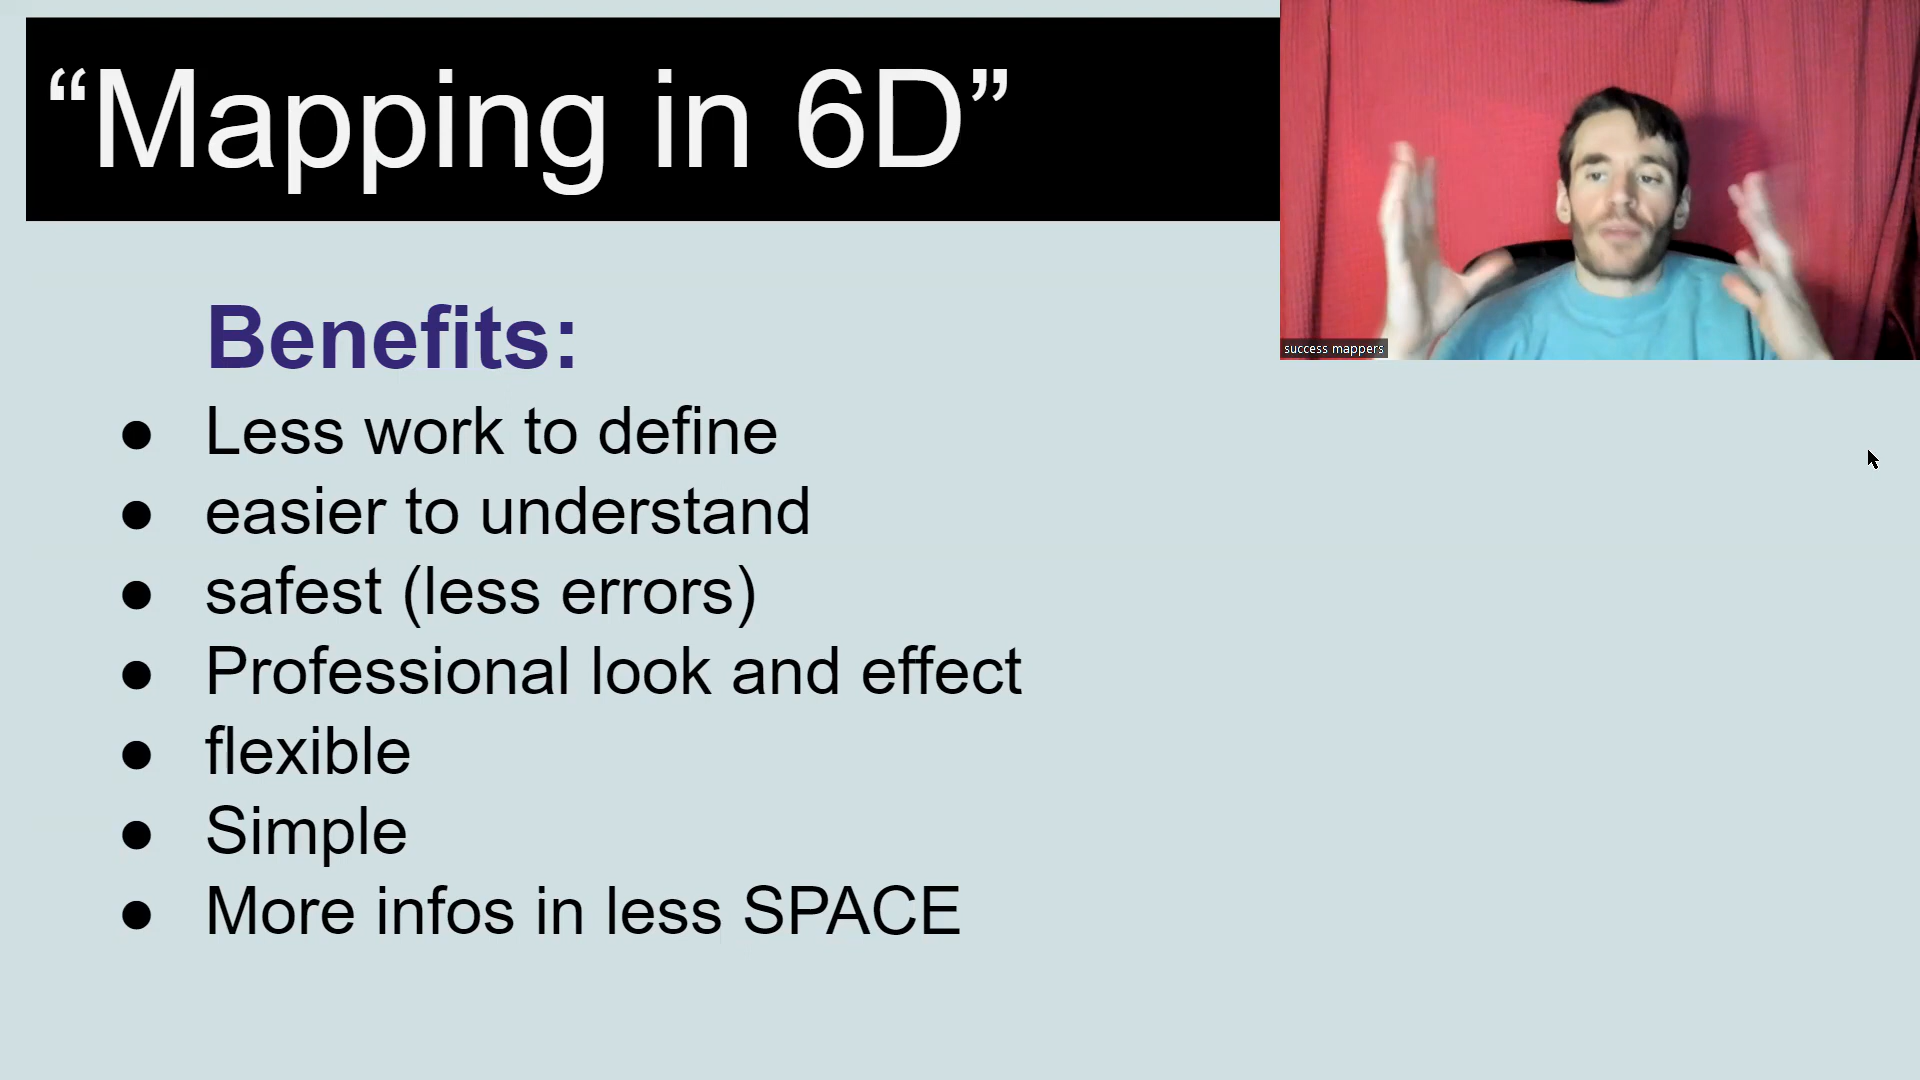 “Mapping in 6D”
success mappers
Benefits:
● Less work to define
● easier to understand
● safest (less errors)
● Professional look and effect
● flexible
● Simple
● More infos in less SPACE